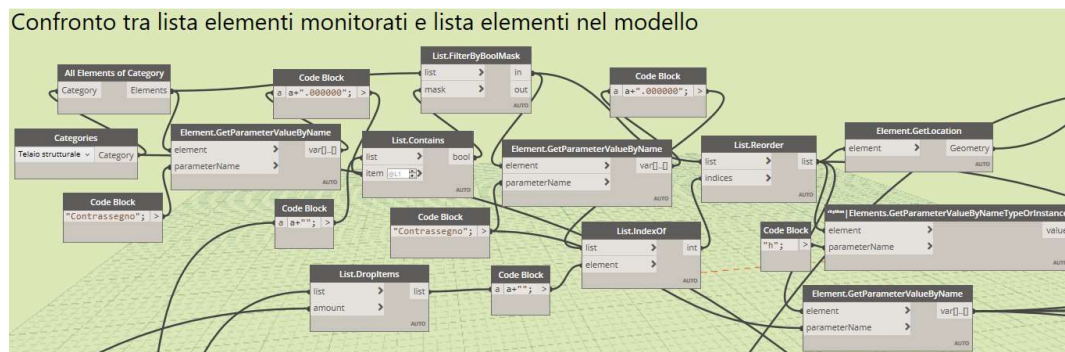 Confronto tra lista elementi monitorati e lista elementi nel modello
All Elements of Category
Category Elements
Categories
Telaio strutturale Category
Code Block
"Contrassegno"; >
Element.GetParameterValueByName
element > var[]..[]
parameterName >
AUTO
Code Block
a a+".000000"; >
Code Block
a a+""; >
List.FilterByBoolMask
list > in
mask > out
AUTO
List.Contains
list > bool
item @L1 >
AUTO
Code Block
"Contrassegno"; >
List.DropItems
list > list
amount >
AUTO
Code Block
a a+""; >
Element.GetParameterValueByName
element > var[]..[]
parameterName >
AUTO
Code Block
a a+".000000"; >
List.IndexOf
list > int
element >
AUTO
List.Reorder
list > list
indices >
AUTO
Code Block
"h"; >
Element.GetLocation
element > Geometry
AUTO
Elements.GetParameterValueByNameTypeOrInstance
element > value
parameterName >
AUTO
Element.GetParameterValueByName
element > var[]..[]
parameterName >
AUTO